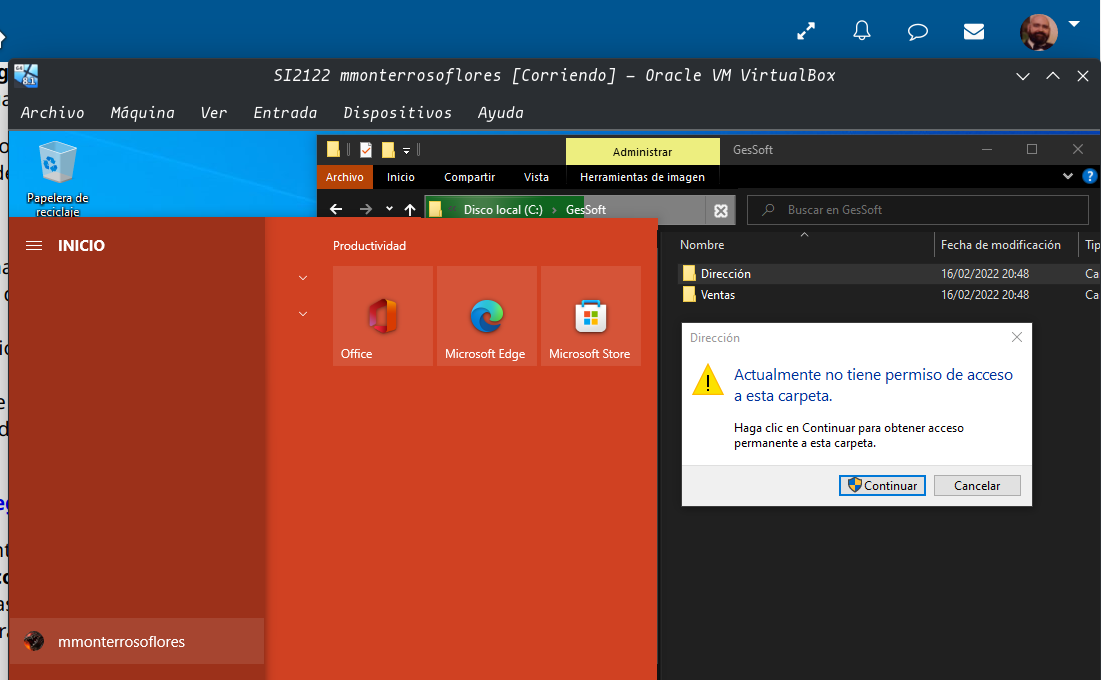 SI2122 mmonterrosoflores [Corriendo] – Oracle VM VirtualBox
Archivo Máquina Ver Entrada Dispositivos Ayuda
Papelera de
reciclaje
Administrar GesSoft
Archivo Inicio Compartir Vista Herramientas de imagen
Disco local (C:) › GesSoft
Buscar en GesSoft
INICIO
Productividad
Office
Microsoft Edge
Microsoft Store
mmonterrosoflores
Nombre Fecha de modificación Tip
Dirección 16/02/2022 20:48 Ca
Ventas 16/02/2022 20:48 Ca
Dirección
Actualmente no tiene permiso de acceso
a esta carpeta.
Haga clic en Continuar para obtener acceso
permanente a esta carpeta.
Continuar Cancelar